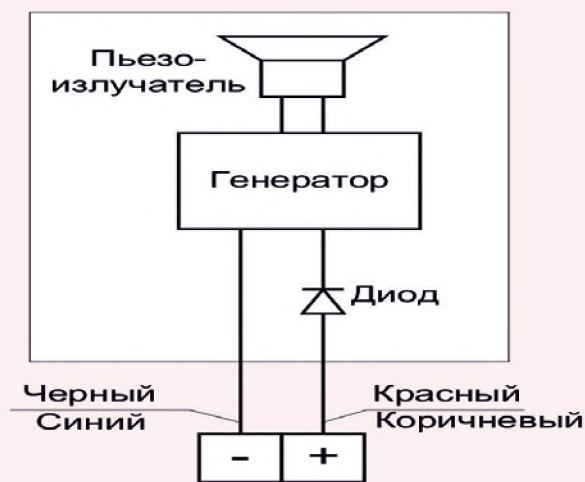 Пьезо-
излучатель
Генератор
Диод
Черный
Синий
Красный
Коричневый
- +